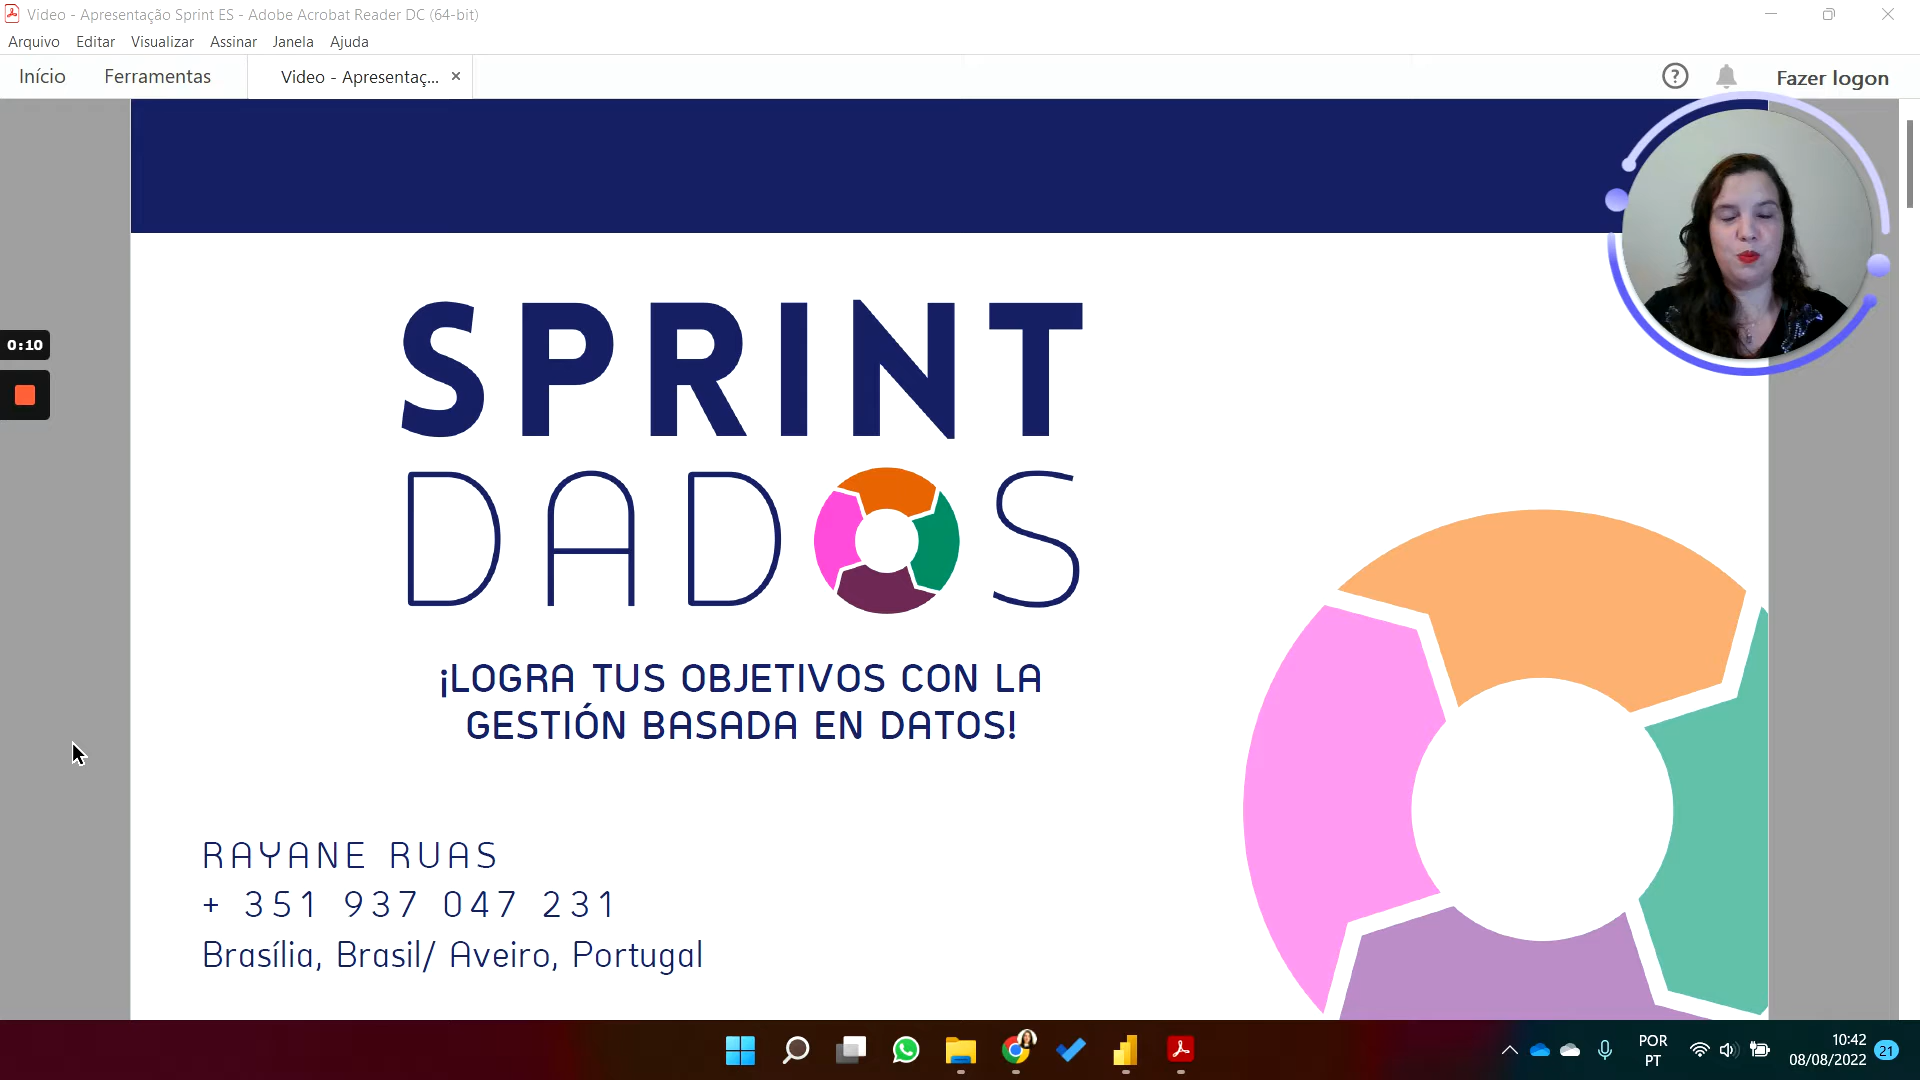 Video - Apresentação Sprint ES - Adobe Acrobat Reader DC (64-bit)
Arquivo Editar Visualizar Assinar Janela Ajuda
Início Ferramentas Video - Apresentaç... × Fazer logon
0:10
SPRINT
DADOS
¡LOGRA TUS OBJETIVOS CON LA
GESTIÓN BASADA EN DATOS!
RAYANE RUAS
+ 351 937 047 231
Brasília, Brasil/ Aveiro, Portugal
POR
PT
10:42
08/08/2022
21